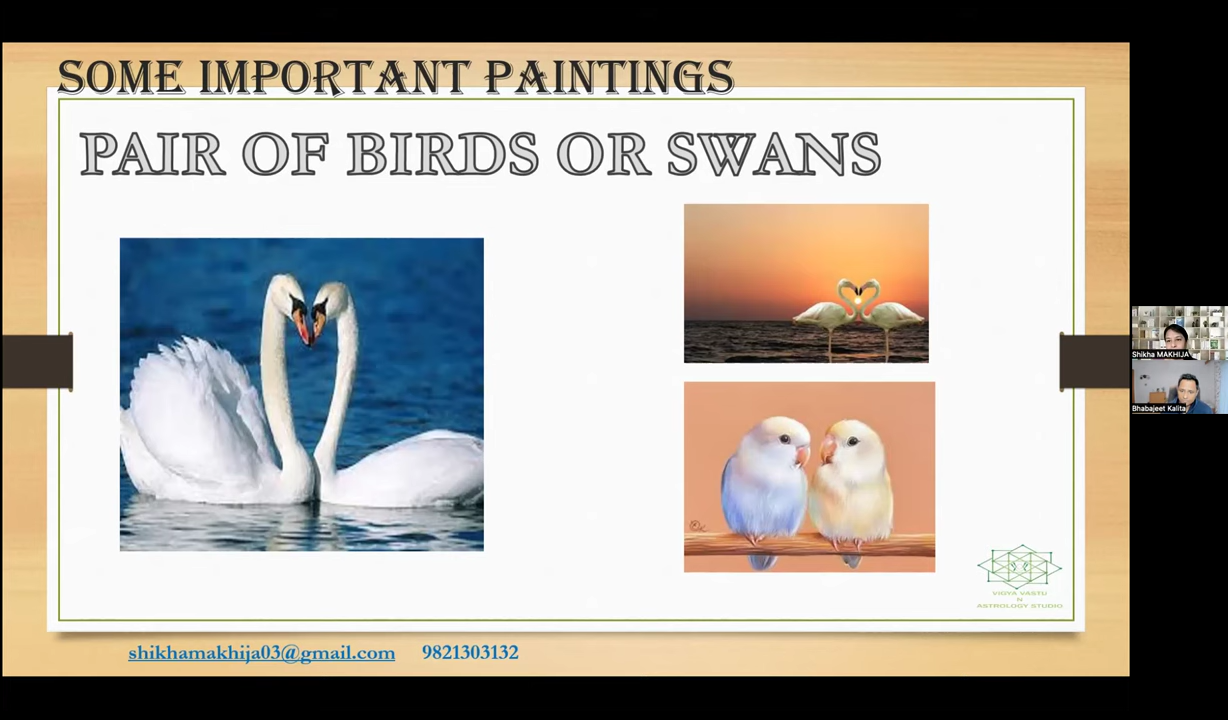 SOME IMPORTANT PAINTINGS
PAIR OF BIRDS OR SWANS
Shikha MAKHIJA
Bhabajeet Kalita
VIGYA VASTU
N
ASTROLOGY STUDIO
shikhamakhija03@gmail.com 9821303132